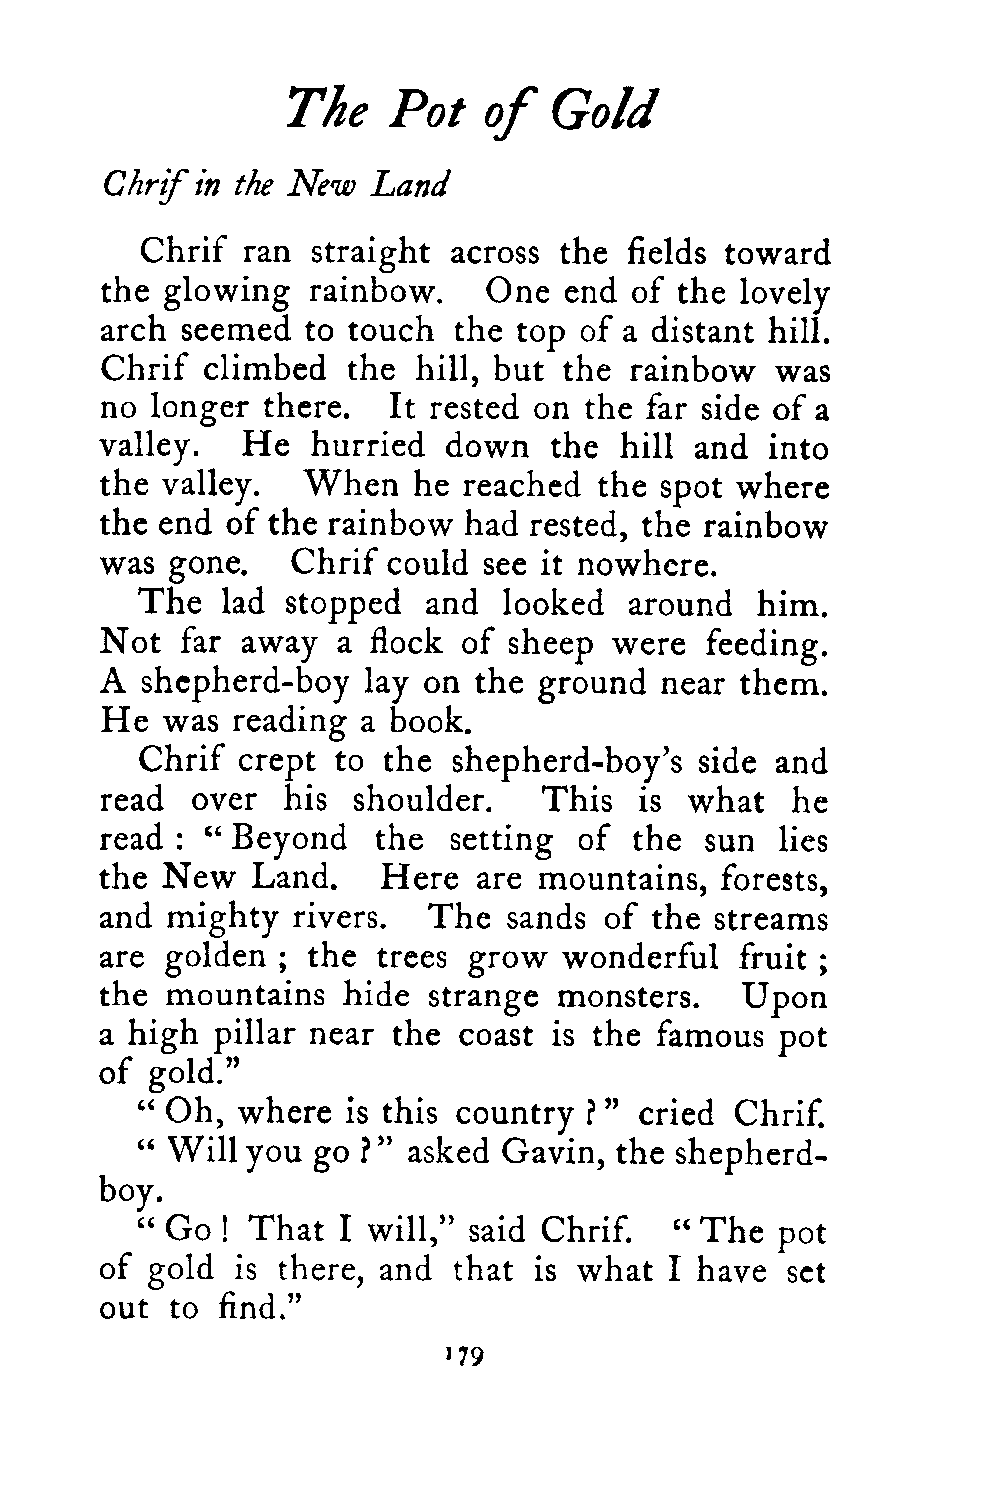 The Pot of Gold
Chrif in the New Land
Chrif ran straight across the fields toward
the glowing rainbow. One end of the lovely
arch seemed to touch the top of a distant hill.
Chrif climbed the hill, but the rainbow was
no longer there. It rested on the far side of a
valley. He hurried down the hill and into
the valley. When he reached the spot where
the end of the rainbow had rested, the rainbow
was gone. Chrif could see it nowhere.
The lad stopped and looked around him.
Not far away a flock of sheep were feeding.
A shepherd-boy lay on the ground near them.
He was reading a book.
Chrif crept to the shepherd-boy's side and
read over his shoulder. This is what he
read : “ Beyond the setting of the sun lies
the New Land. Here are mountains, forests,
and mighty rivers. The sands of the streams
are golden ; the trees grow wonderful fruit ;
the mountains hide strange monsters. Upon
a high pillar near the coast is the famous pot
of gold.”
“ Oh, where is this country ? ” cried Chrif.
“ Will you go ? ” asked Gavin, the shepherd-
boy.
“ Go ! That I will,” said Chrif. “ The pot
of gold is there, and that is what I have set
out to find.”
179